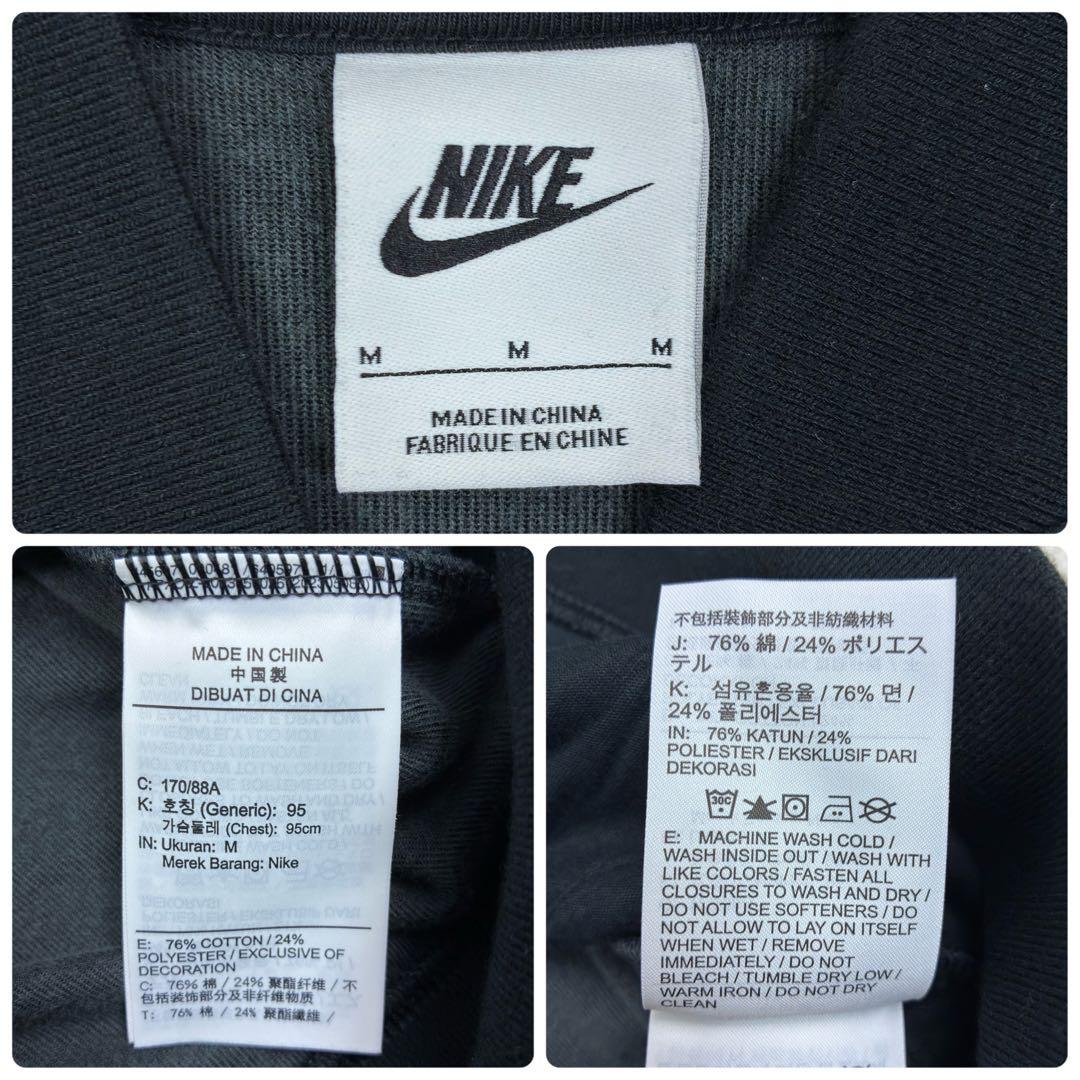 NIKE
M M M
MADE IN CHINA
FABRIQUE EN CHINE
MADE IN CHINA
中国製
DIBUAT DI CINA
C: 170/88A
K: 호칭 (Generic): 95
가슴둘레 (Chest): 95cm
IN: Ukuran: M
Merek Barang: Nike
E: 76% COTTON / 24%
POLYESTER / EXCLUSIVE OF
DECORATION
C: 76% 棉 / 24% 聚酯纤维 / 不
包括装饰部分及非纤维物质
T: 76% 棉 / 24% 聚酯纖維 /
不包括裝飾部分及非紡織材料
J: 76% 綿 / 24% ポリエス
テル
K: 섬유혼용율 / 76% 면 /
24% 폴리에스터
IN: 76% KATUN / 24%
POLIESTER / EKSKLUSIF DARI
DEKORASI
30C
E: MACHINE WASH COLD /
WASH INSIDE OUT / WASH WITH
LIKE COLORS / FASTEN ALL
CLOSURES TO WASH AND DRY /
DO NOT USE SOFTENERS / DO
NOT ALLOW TO LAY ON ITSELF
WHEN WET / REMOVE
IMMEDIATELY / DO NOT
BLEACH / TUMBLE DRY LOW /
WARM IRON / DO NOT DRY
CLEAN